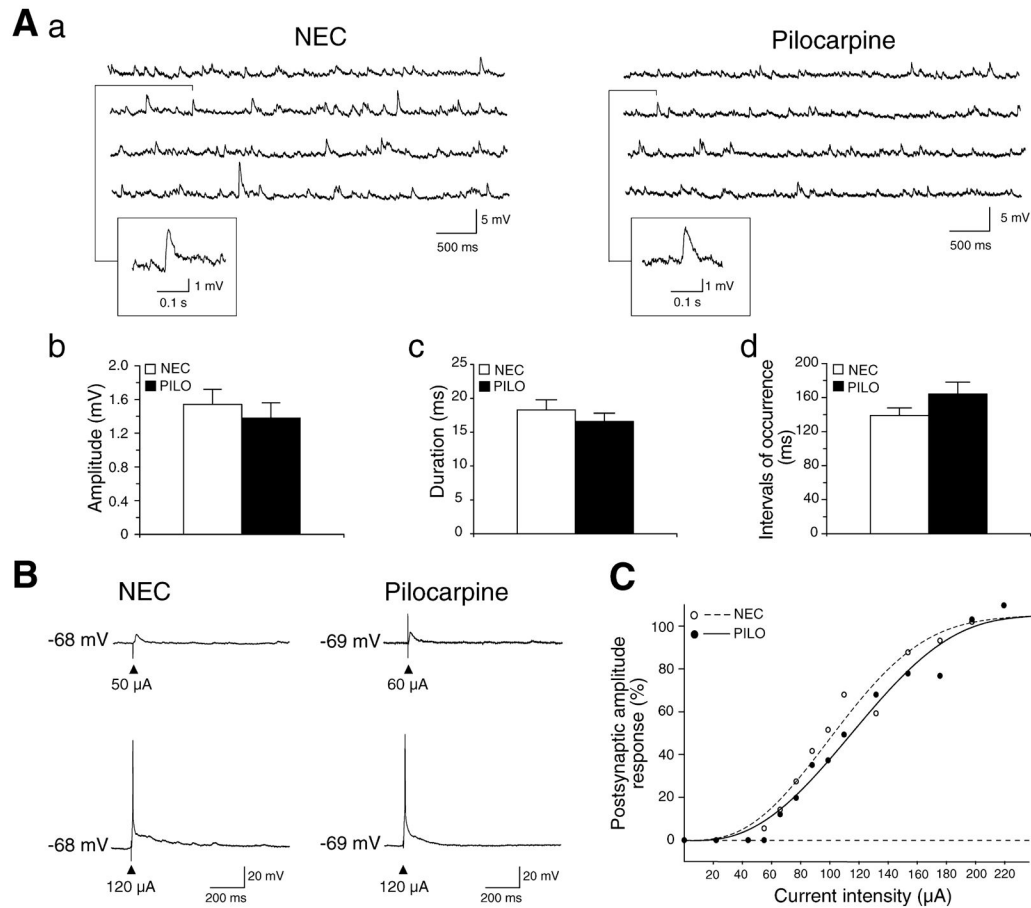 A a
NEC
Pilocarpine
5 mV
500 ms
5 mV
500 ms
1 mV
0.1 s
1 mV
0.1 s
b
NEC
PILO
Amplitude (mV)
2.0
1.6
1.2
0.8
0.4
0
c
NEC
PILO
Duration (ms)
25
20
15
10
5
0
d
NEC
PILO
Intervals of occurrence
(ms)
200
160
120
80
40
0
B
NEC
Pilocarpine
-68 mV
50 µA
-69 mV
60 µA
-68 mV
120 µA
-69 mV
120 µA
20 mV
200 ms
20 mV
200 ms
C
NEC
PILO
Postsynaptic amplitude
response (%)
100
80
60
40
20
0
20 40 60 80 100 120 140 160 180 200 220
Current intensity (µA)